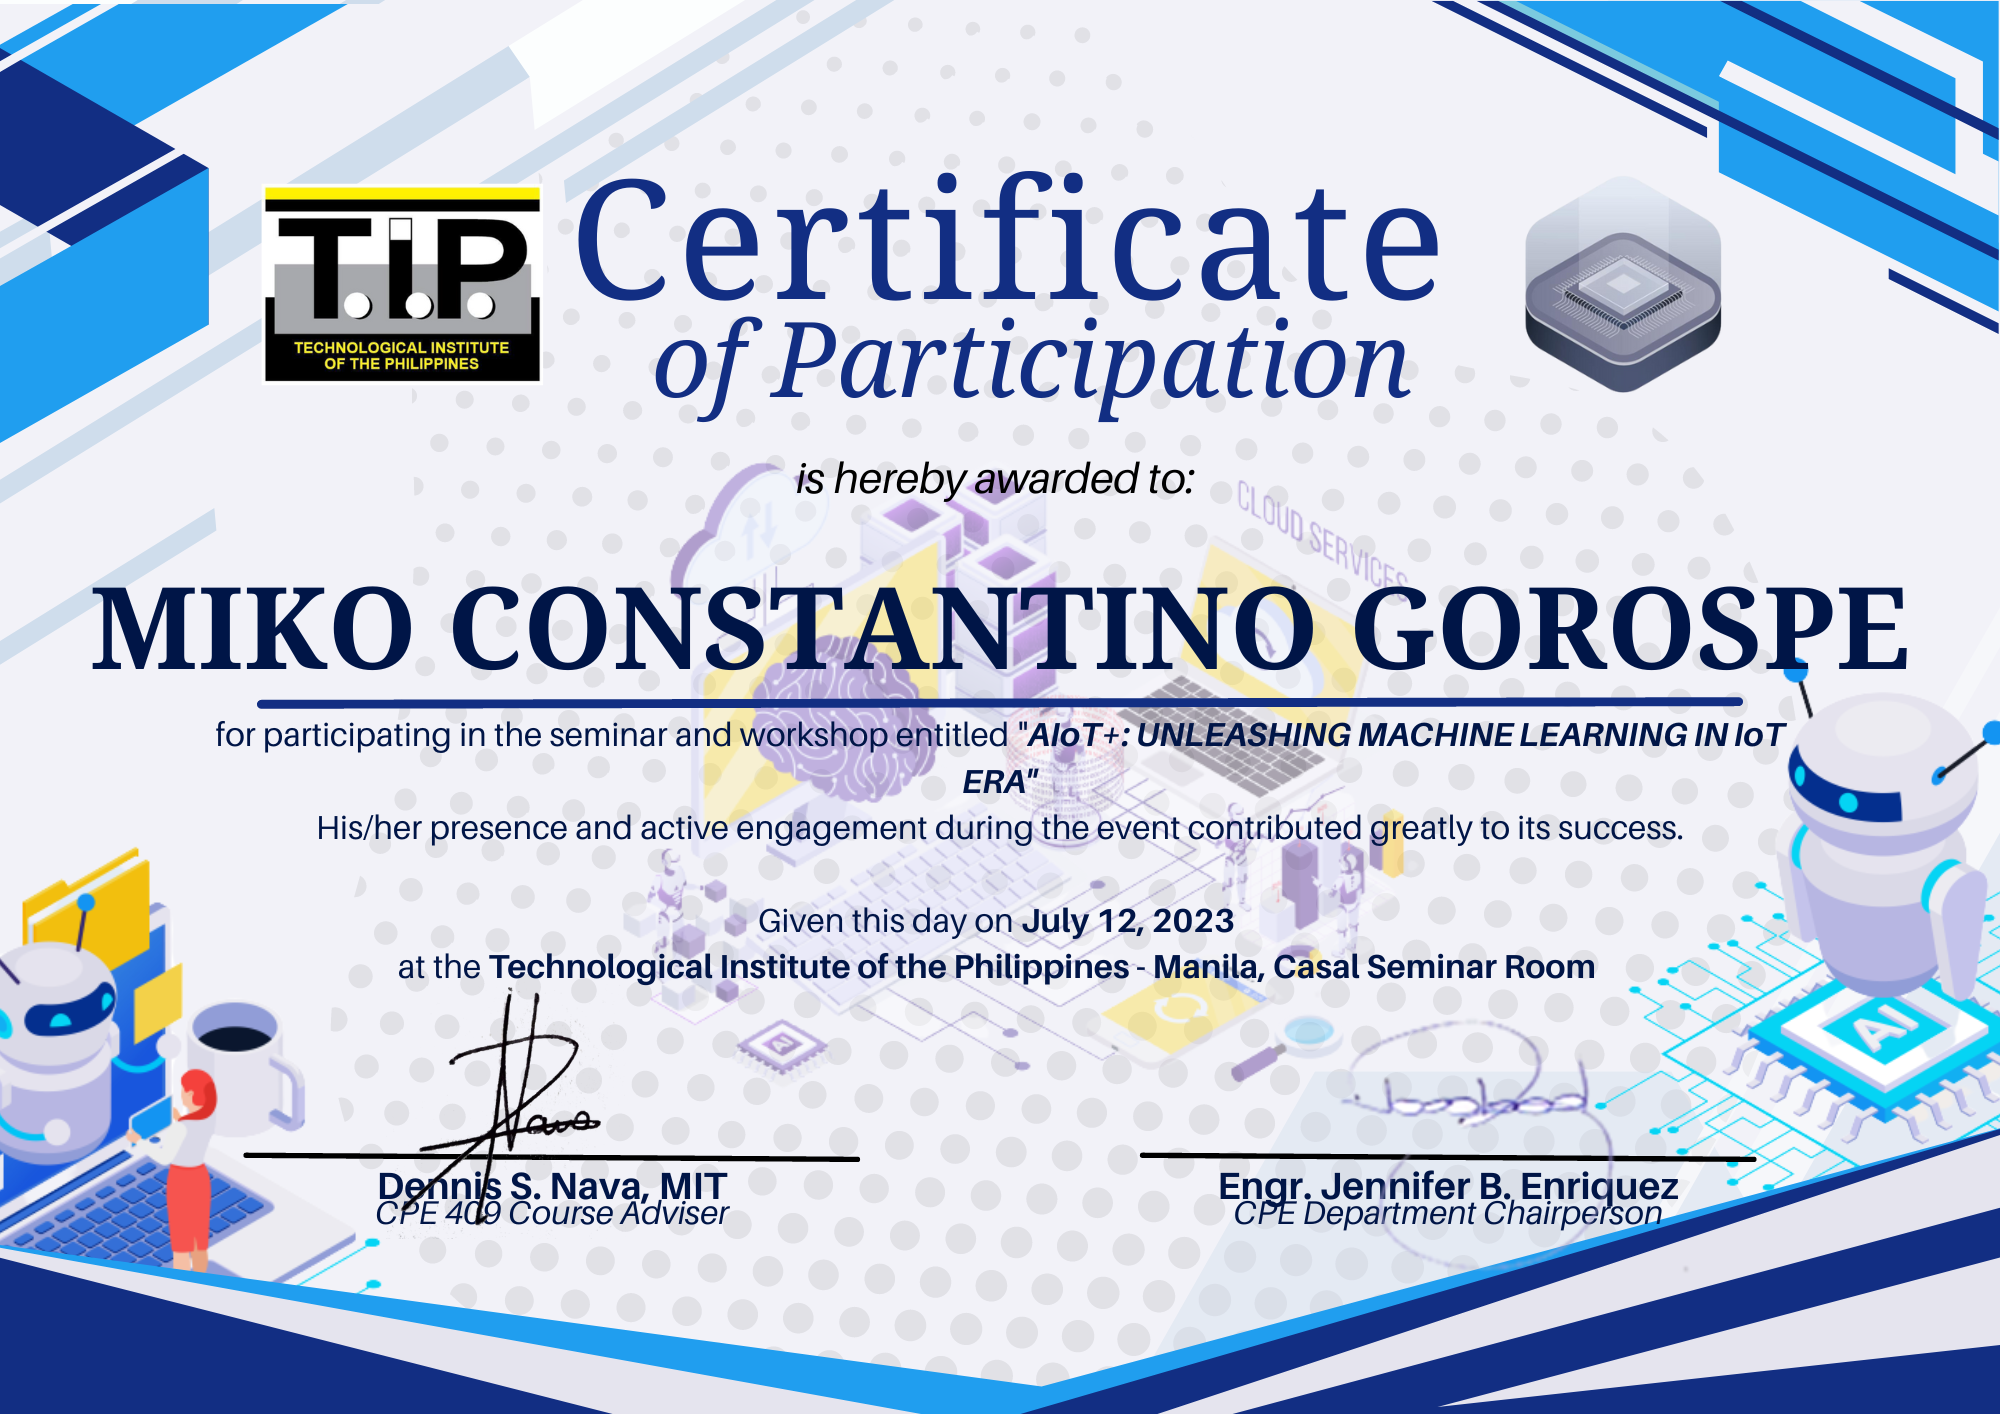 T.I.P.
TECHNOLOGICAL INSTITUTE
OF THE PHILIPPINES
Certificate
of Participation
is hereby awarded to:
CLOUD SERVICES
MIKO CONSTANTINO GOROSPE
for participating in the seminar and workshop entitled "AIoT+: UNLEASHING MACHINE LEARNING IN IoT
ERA"
His/her presence and active engagement during the event contributed greatly to its success.
Given this day on July 12, 2023
at the Technological Institute of the Philippines - Manila, Casal Seminar Room
AI
AI
Dennis S. Nava, MIT
CPE 409 Course Adviser
Engr. Jennifer B. Enriquez
CPE Department Chairperson